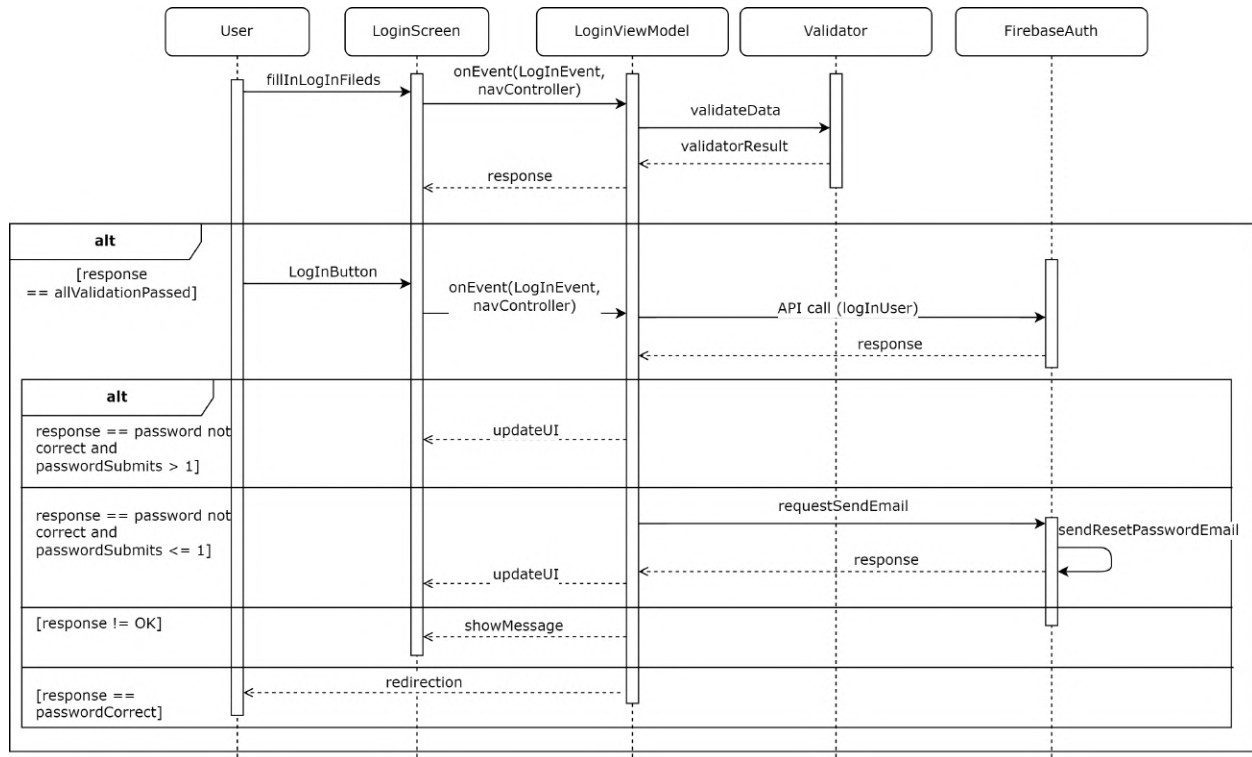 User
LoginScreen
LoginViewModel
Validator
FirebaseAuth
fillInLogInFileds
onEvent(LogInEvent,
navController)
validateData
validatorResult
response
alt
[response
== allValidationPassed]
LogInButton
onEvent(LogInEvent,
navController)
API call (logInUser)
response
alt
response == password not
correct and
passwordSubmits > 1]
updateUI
response == password not
correct and
passwordSubmits <= 1]
requestSendEmail
sendResetPasswordEmail
response
updateUI
[response != OK]
showMessage
redirection
[response ==
passwordCorrect]